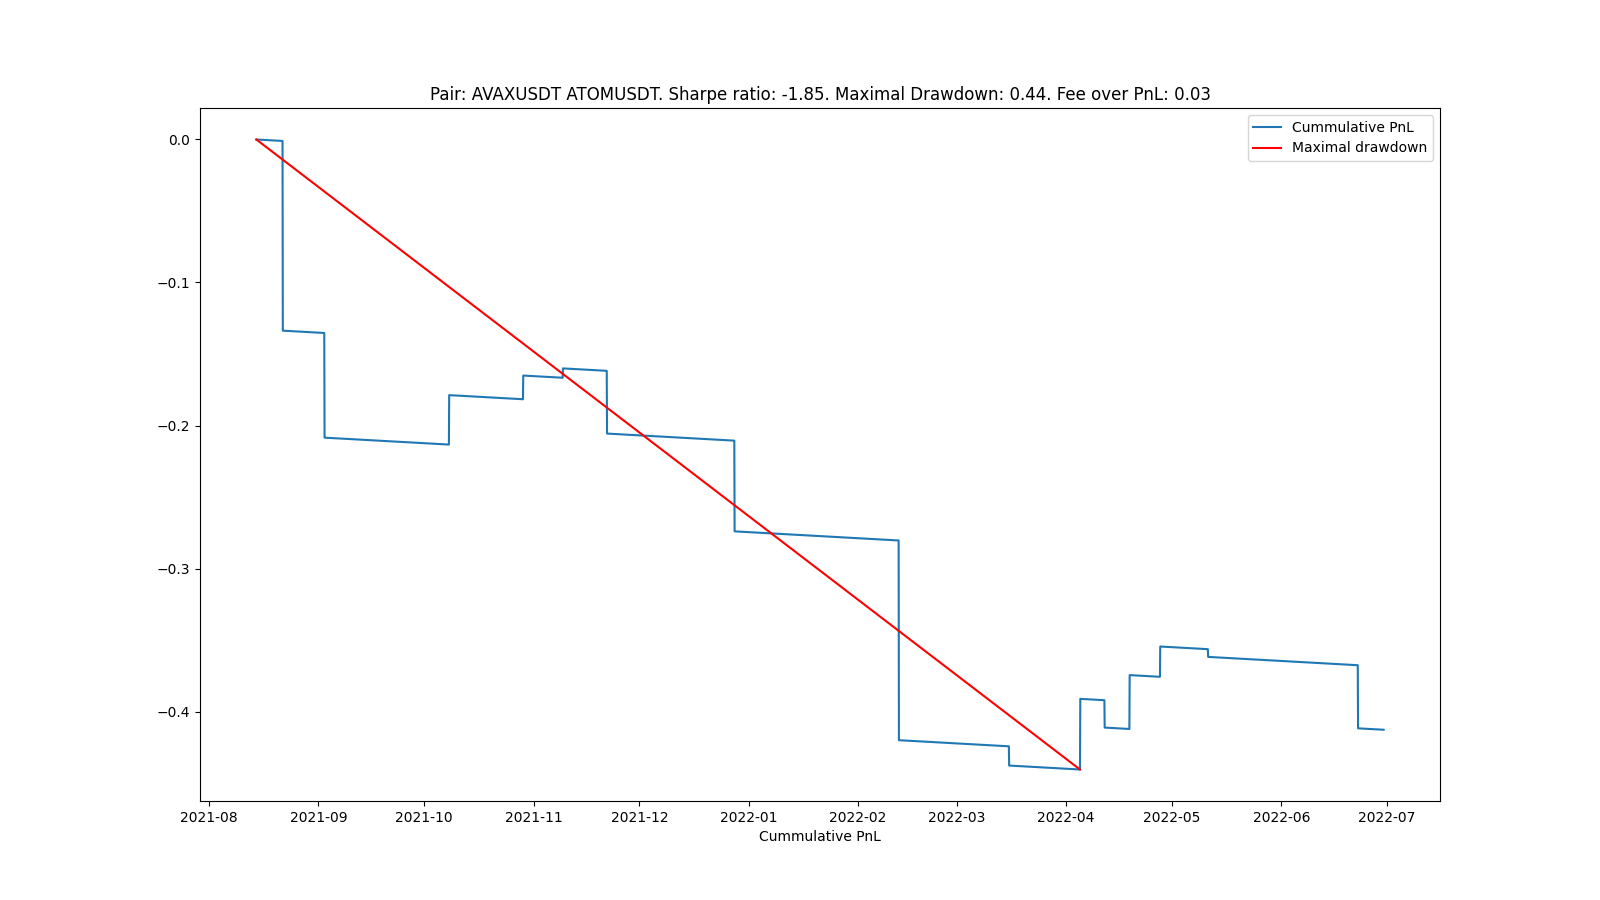 Pair: AVAXUSDT ATOMUSDT. Sharpe ratio: -1.85. Maximal Drawdown: 0.44. Fee over PnL: 0.03
Cummulative PnL
Maximal drawdown
0.0
−0.1
−0.2
−0.3
−0.4
2021-08 2021-09 2021-10 2021-11 2021-12 2022-01 2022-02 2022-03 2022-04 2022-05 2022-06 2022-07
Cummulative PnL